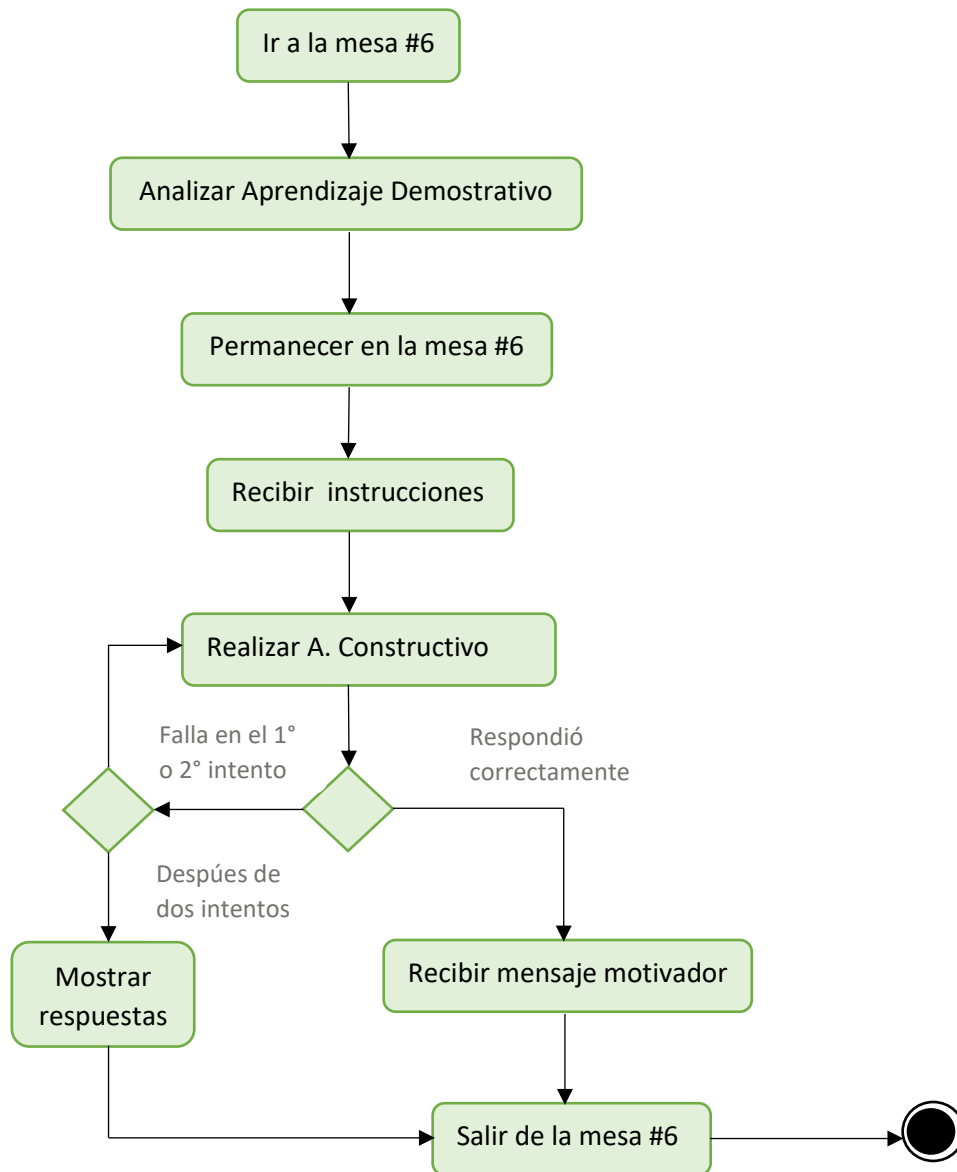 Ir a la mesa #6
Analizar Aprendizaje Demostrativo
Permanecer en la mesa #6
Recibir  instrucciones
Realizar A. Constructivo
Falla en el 1°
o 2° intento
Respondió
correctamente
Despúes de
dos intentos
Mostrar
respuestas
Recibir mensaje motivador
Salir de la mesa #6